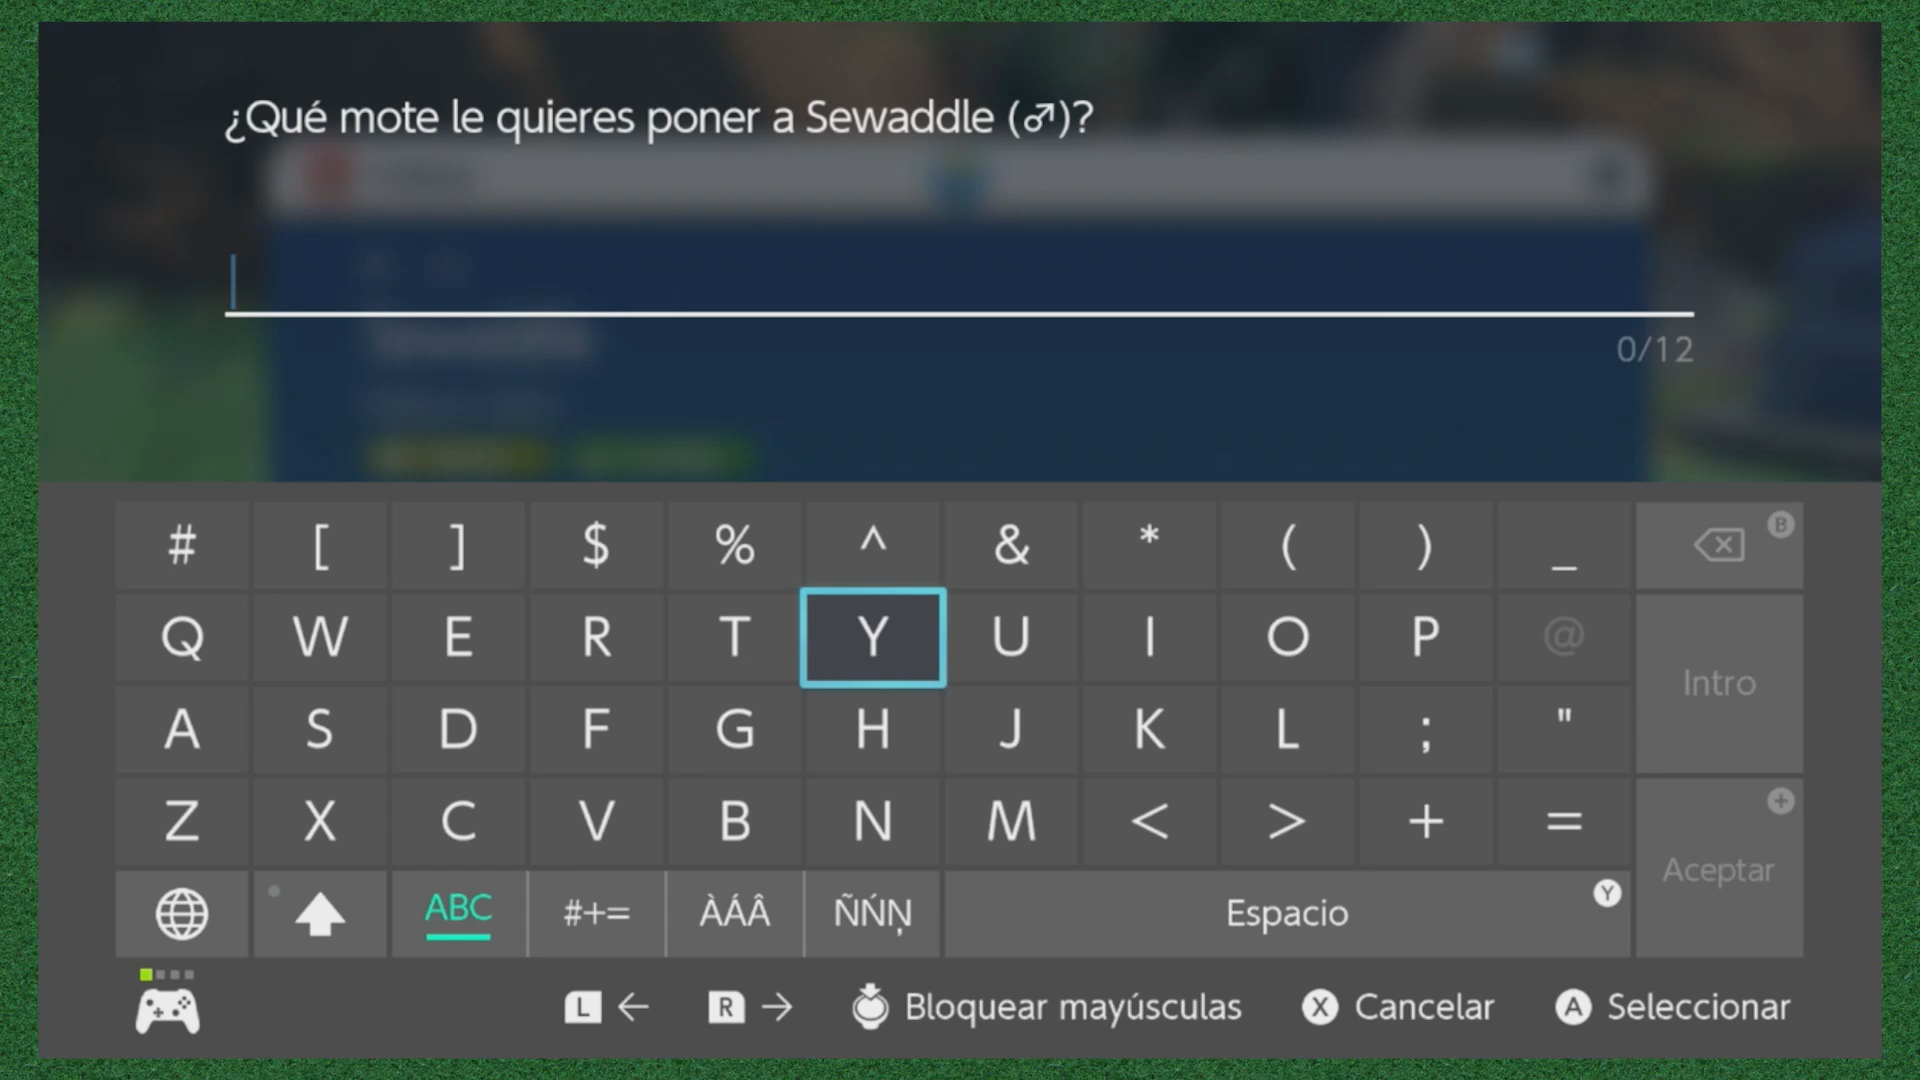 ¿Qué mote le quieres poner a Sewaddle (♂)?
0/12
# [ ] $ % ^ & * ( ) _ B
Q W E R T Y U I O P @ Intro
A S D F G H J K L ; "
Z X C V B N M < > + = +
ABC #+= ÀÁÂ ÑŃŅ Espacio Y Aceptar
L ← R → Bloquear mayúsculas X Cancelar A Seleccionar